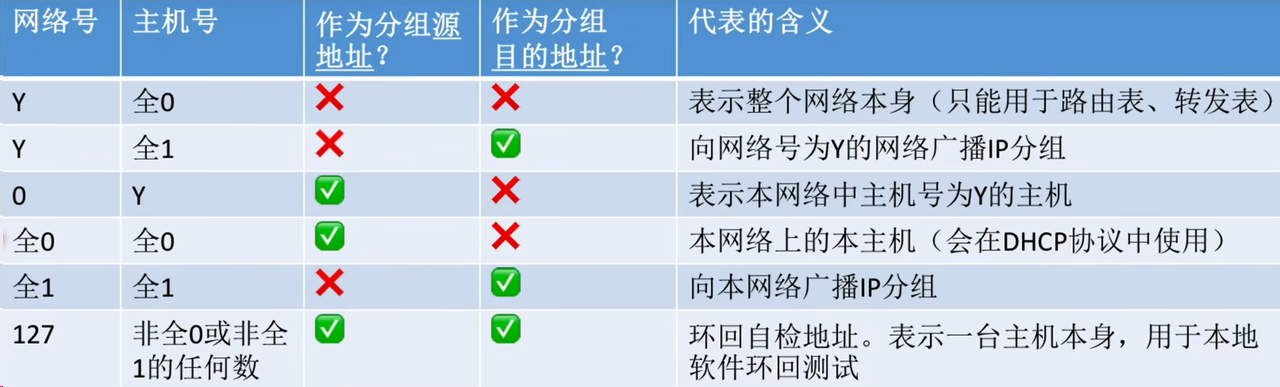 网络号 主机号 作为分组源地址？ 作为分组目的地址？ 代表的含义
Y 全0 ❌ ❌ 表示整个网络本身（只能用于路由表、转发表）
Y 全1 ❌ ✅ 向网络号为Y的网络广播IP分组
0 Y ✅ ❌ 表示本网络中主机号为Y的主机
全0 全0 ✅ ❌ 本网络上的本主机（会在DHCP协议中使用）
全1 全1 ❌ ✅ 向本网络广播IP分组
127 非全0或非全1的任何数 ✅ ✅ 环回自检地址。表示一台主机本身，用于本地软件环回测试